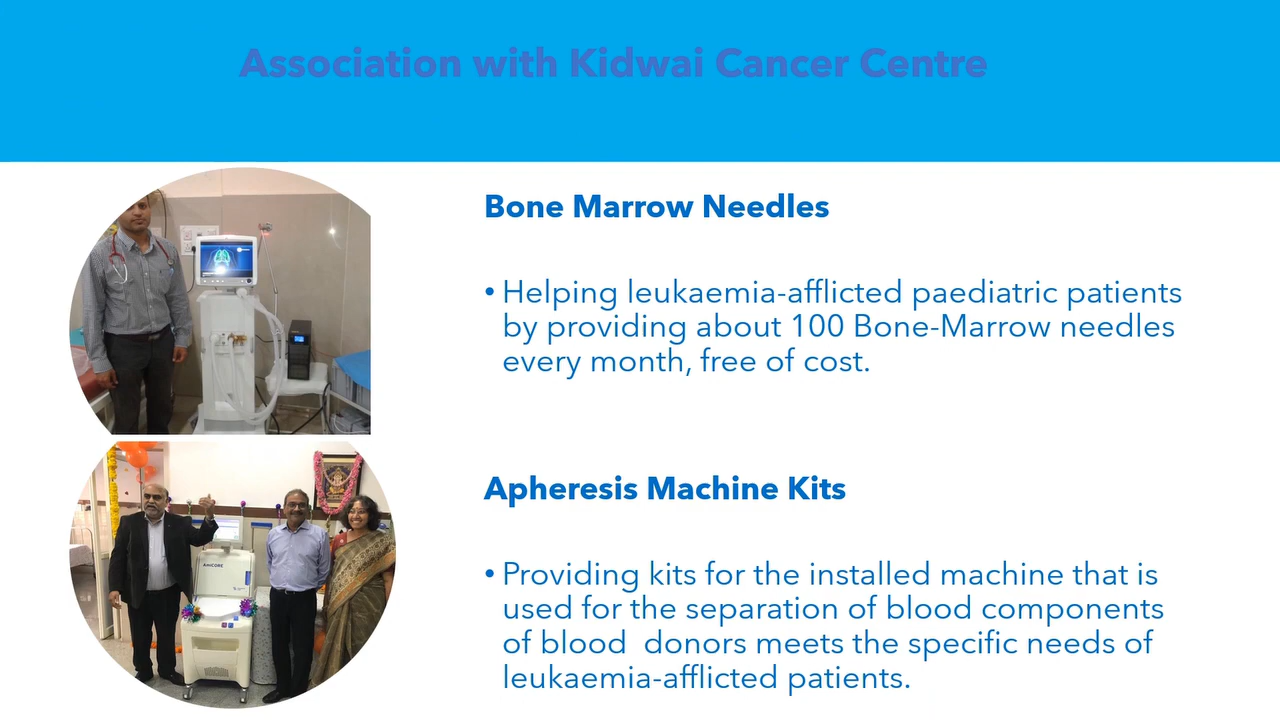 Association with Kidwai Cancer Centre
Bone Marrow Needles
• Helping leukaemia-afflicted paediatric patients
by providing about 100 Bone-Marrow needles
every month, free of cost.
AMICORE
Apheresis Machine Kits
• Providing kits for the installed machine that is
used for the separation of blood components
of blood  donors meets the specific needs of
leukaemia-afflicted patients.